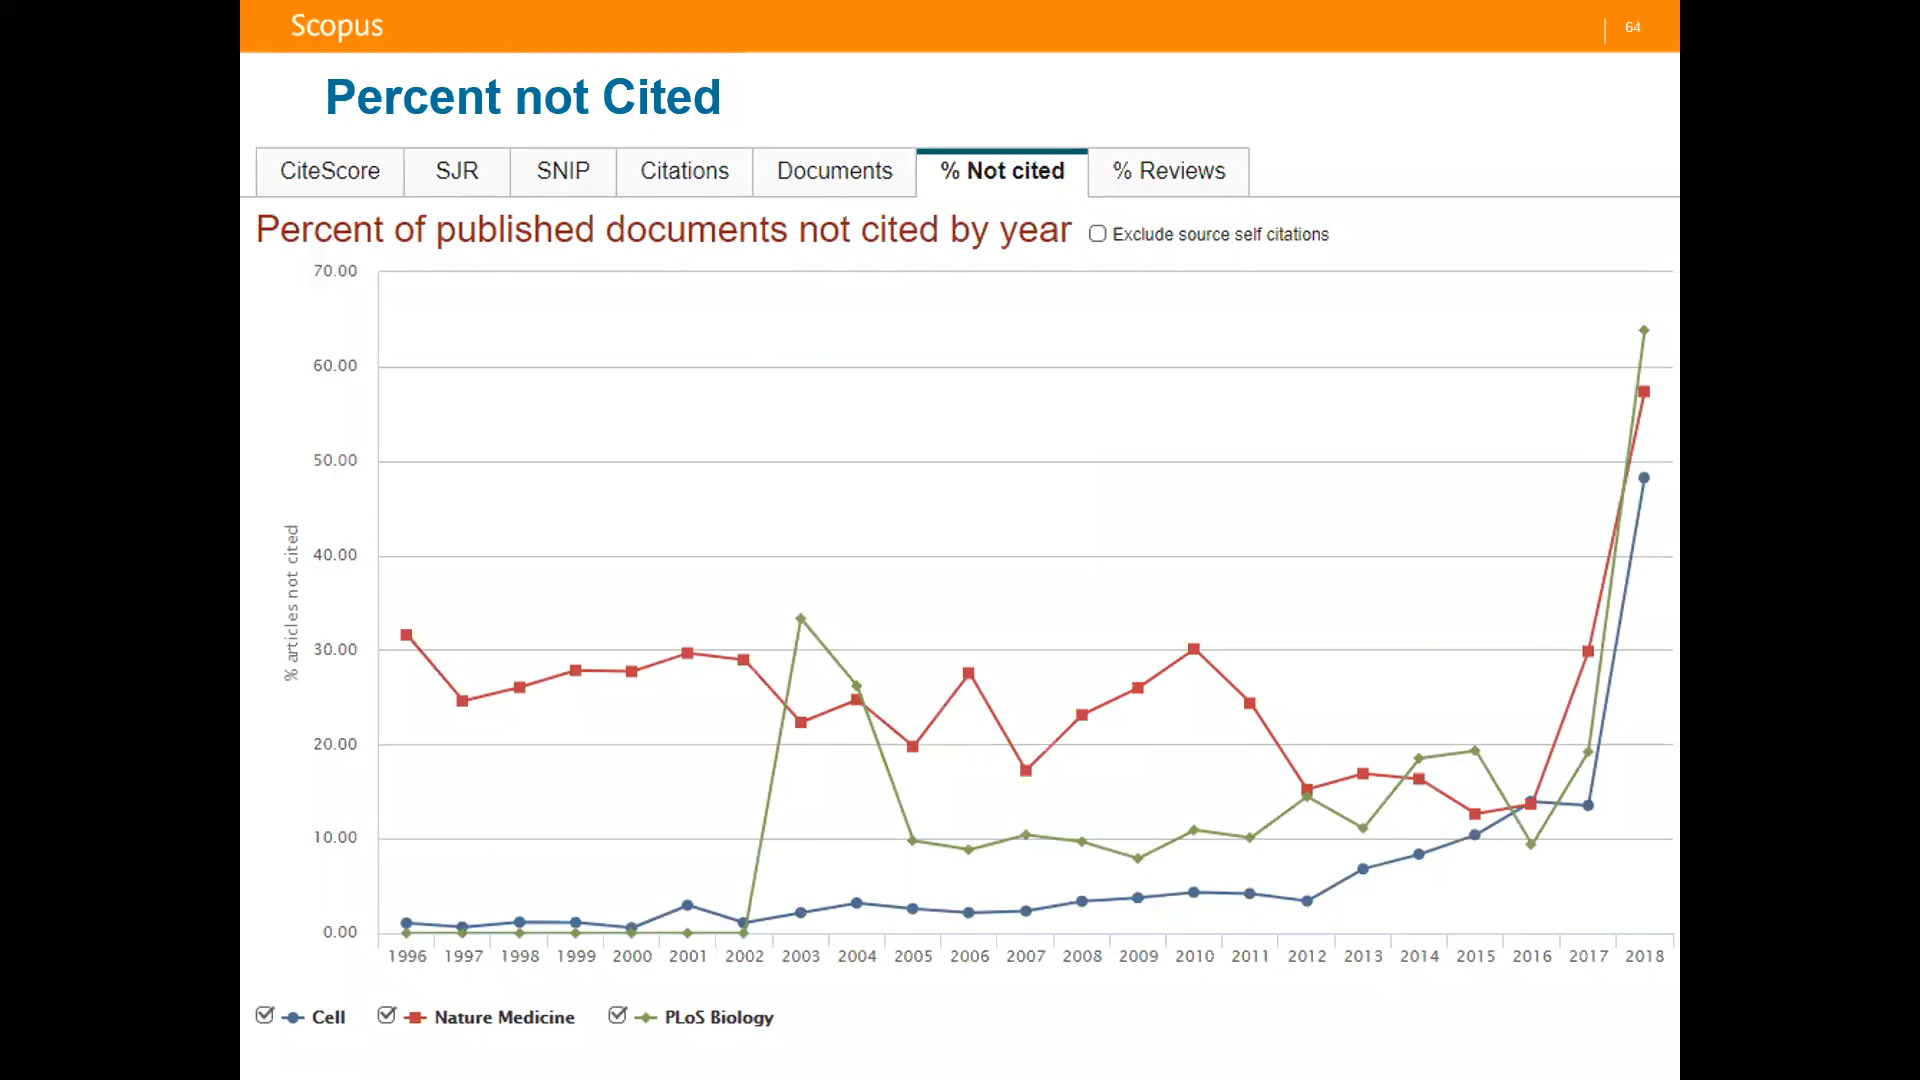 Scopus
64
Percent not Cited
CiteScore SJR SNIP Citations Documents % Not cited % Reviews
Percent of published documents not cited by year Exclude source self citations
70.00
60.00
50.00
40.00
30.00
20.00
10.00
0.00
% articles not cited
1996 1997 1998 1999 2000 2001 2002 2003 2004 2005 2006 2007 2008 2009 2010 2011 2012 2013 2014 2015 2016 2017 2018
Cell Nature Medicine PLoS Biology